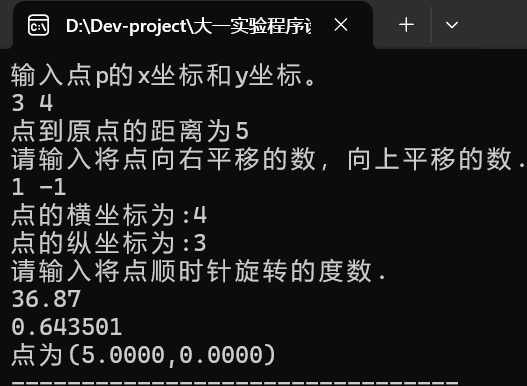 D:\Dev-project\大一实验程序设
输入点p的x坐标和y坐标。
3 4
点到原点的距离为5
请输入将点向右平移的数, 向上平移的数.
1 -1
点的横坐标为:4
点的纵坐标为:3
请输入将点顺时针旋转的度数.
36.87
0.643501
点为(5.0000,0.0000)
--------------------------------